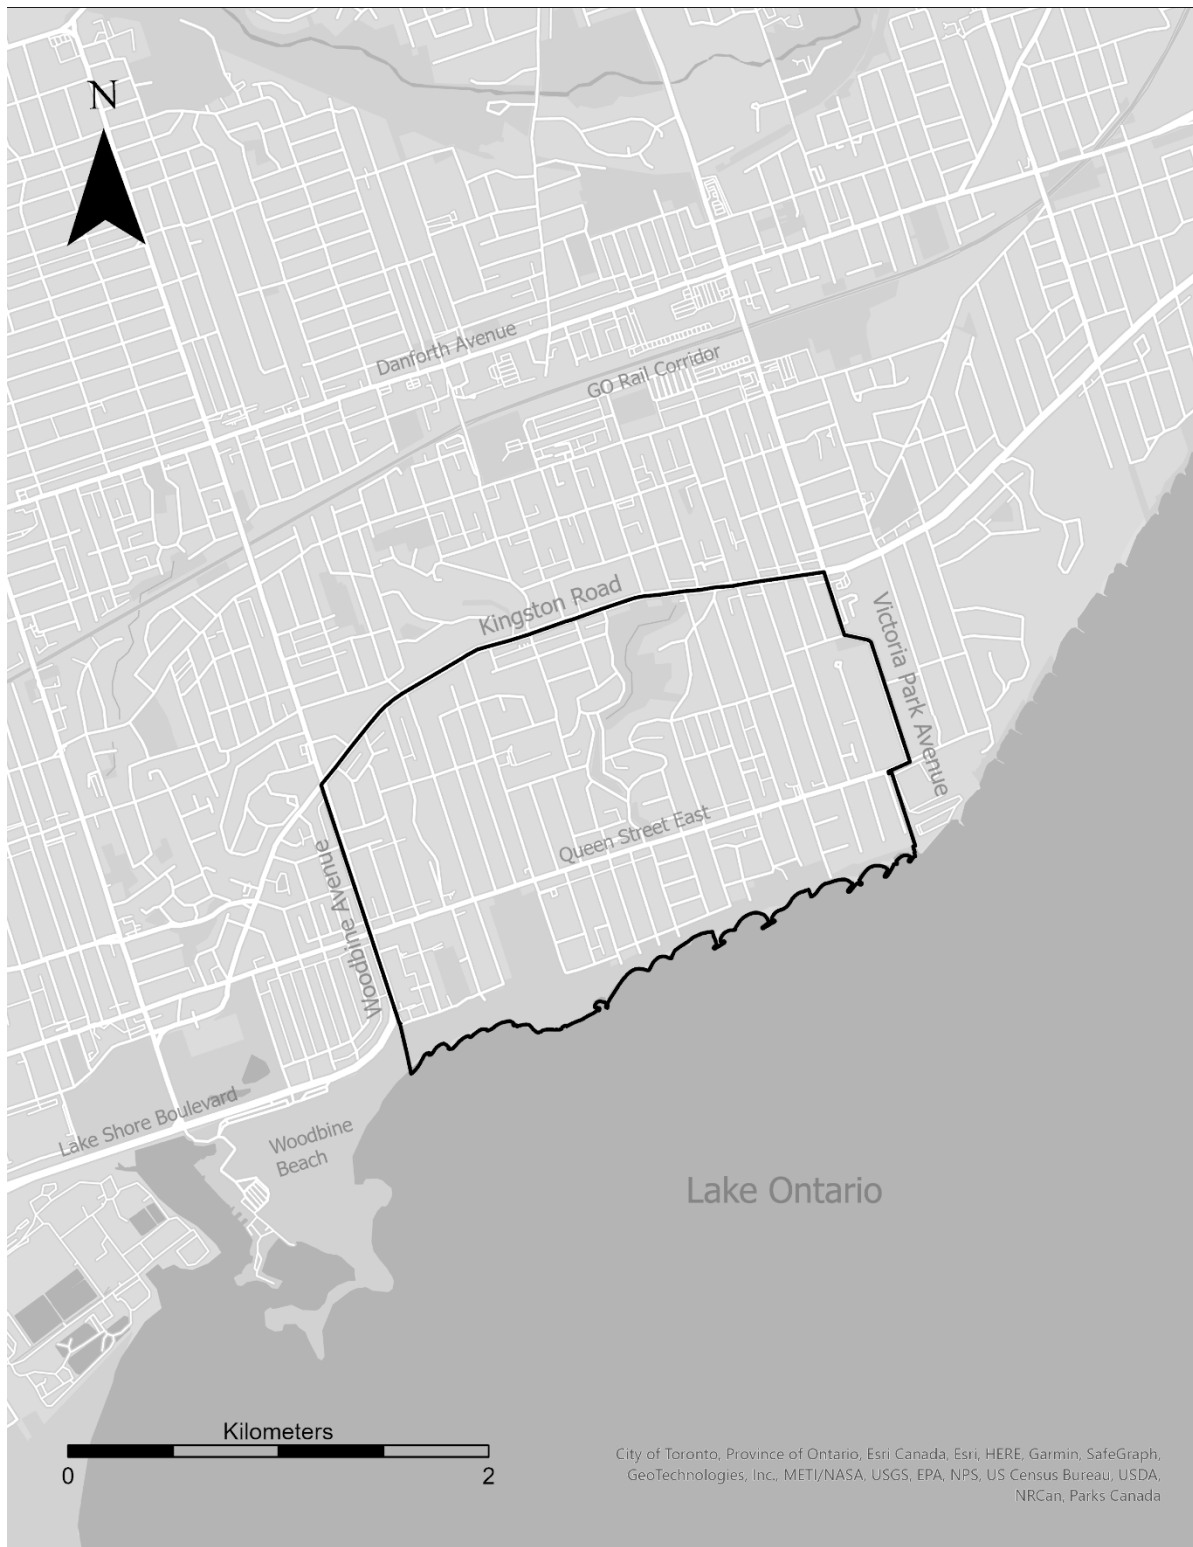 N
Danforth Avenue
GO Rail Corridor
Kingston Road
Victoria Park Avenue
Queen Street East
Woodbine Avenue
Lake Shore Boulevard
Woodbine
Beach
Lake Ontario
Kilometers
0
2
City of Toronto, Province of Ontario, Esri Canada, Esri, HERE, Garmin, SafeGraph,
GeoTechnologies, Inc., METI/NASA, USGS, EPA, NPS, US Census Bureau, USDA,
NRCan, Parks Canada